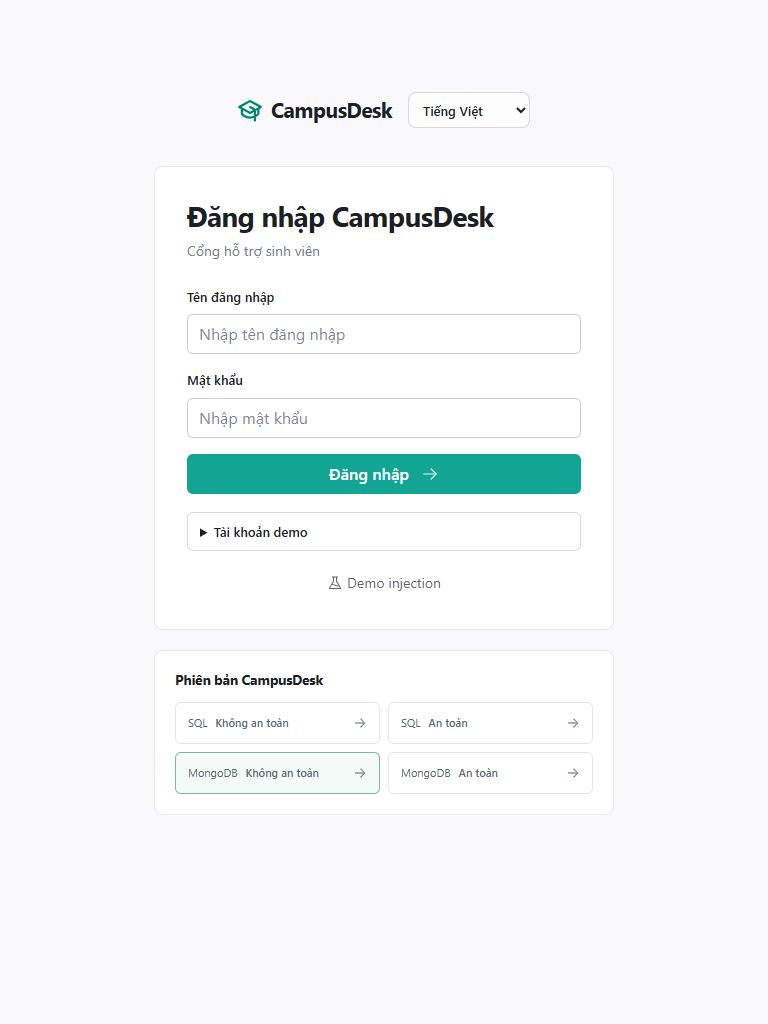 CampusDesk
Tiếng Việt
Đăng nhập CampusDesk
Cổng hỗ trợ sinh viên
Tên đăng nhập
Nhập tên đăng nhập
Mật khẩu
Nhập mật khẩu
Đăng nhập →
▶ Tài khoản demo
Demo injection
Phiên bản CampusDesk
SQL Không an toàn →
SQL An toàn →
MongoDB Không an toàn →
MongoDB An toàn →